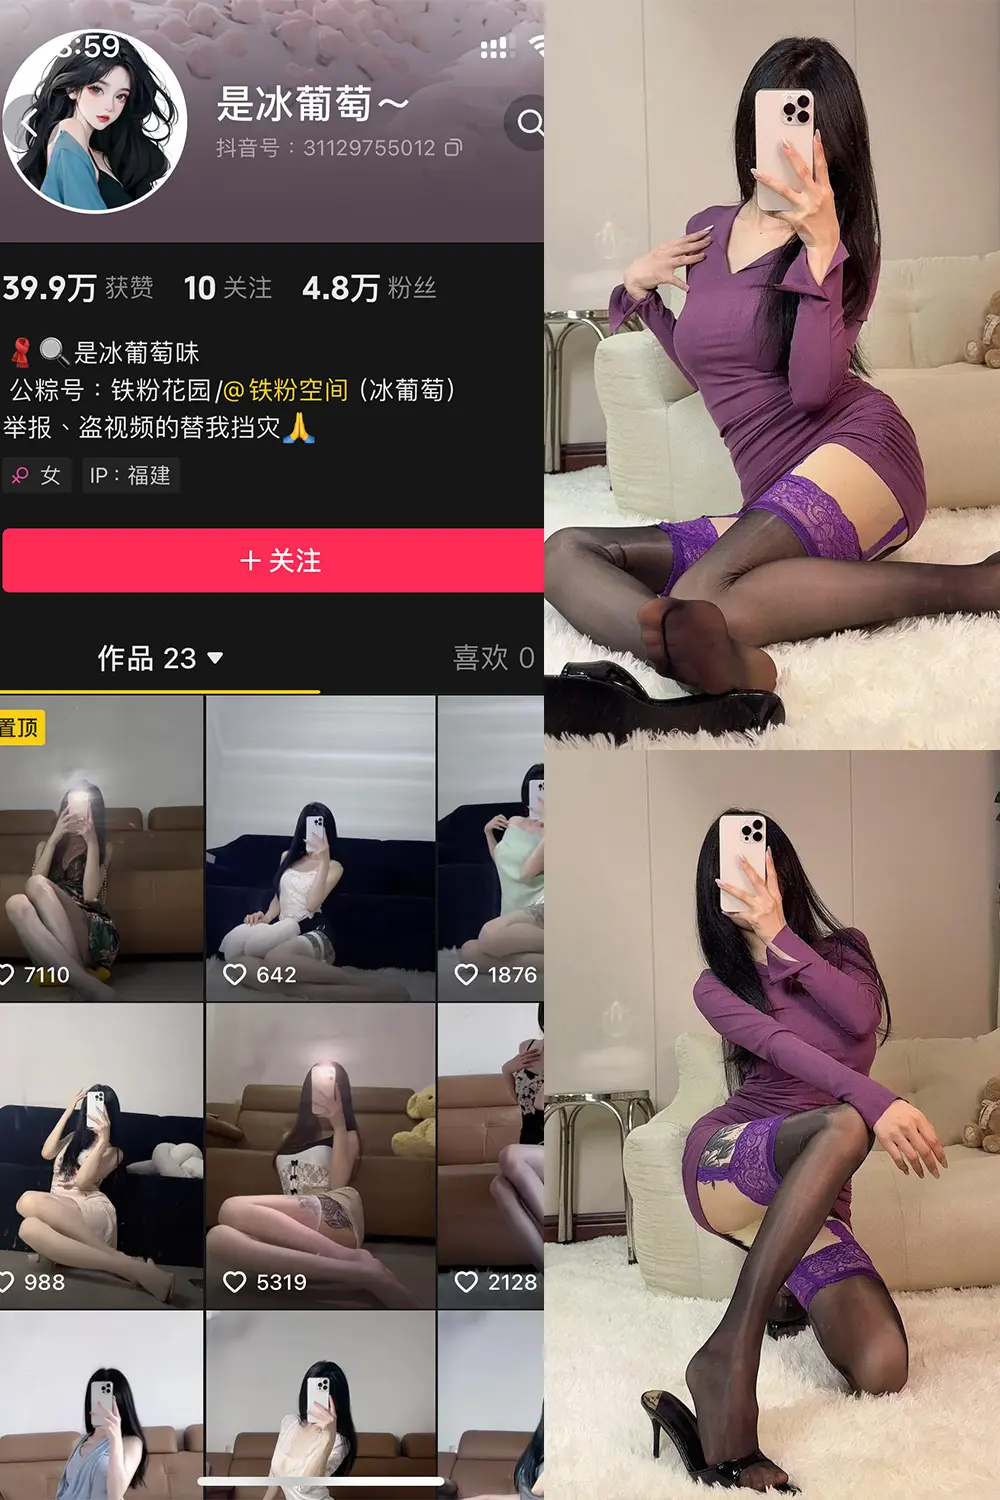 8:59
是冰葡萄~
抖音号：31129755012
39.9万 获赞 10 关注 4.8万 粉丝
是冰葡萄味
公粽号：铁粉花园/@铁粉空间（冰葡萄）
举报、盗视频的替我挡灾
女 IP：福建
+ 关注
作品 23 喜欢 0
置顶
7110 642 1876
988 5319 2128